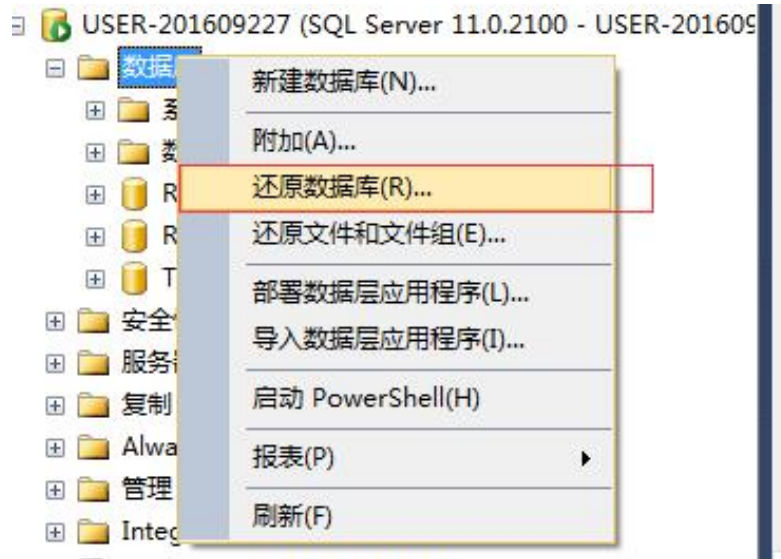 USER-201609227 (SQL Server 11.0.2100 - USER-201609
数据
新建数据库(N)...
附加(A)...
数
R
还原数据库(R)...
R
还原文件和文件组(E)...
T
部署数据层应用程序(L)...
安全
导入数据层应用程序(I)...
服务
复制
启动 PowerShell(H)
Alwa
报表(P)
管理
刷新(F)
Integ